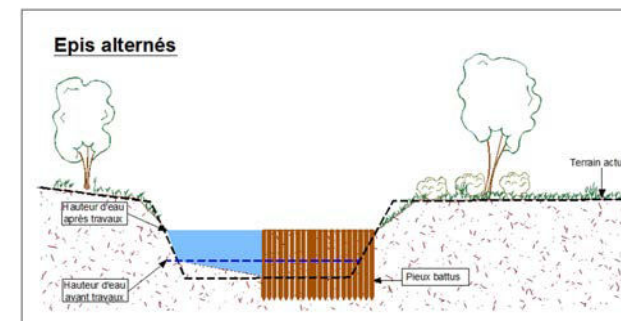 Epis alternés
Terrain actu
Hauteur d'eau
après travaux
Hauteur d'eau
avant travaux
Pieux battus